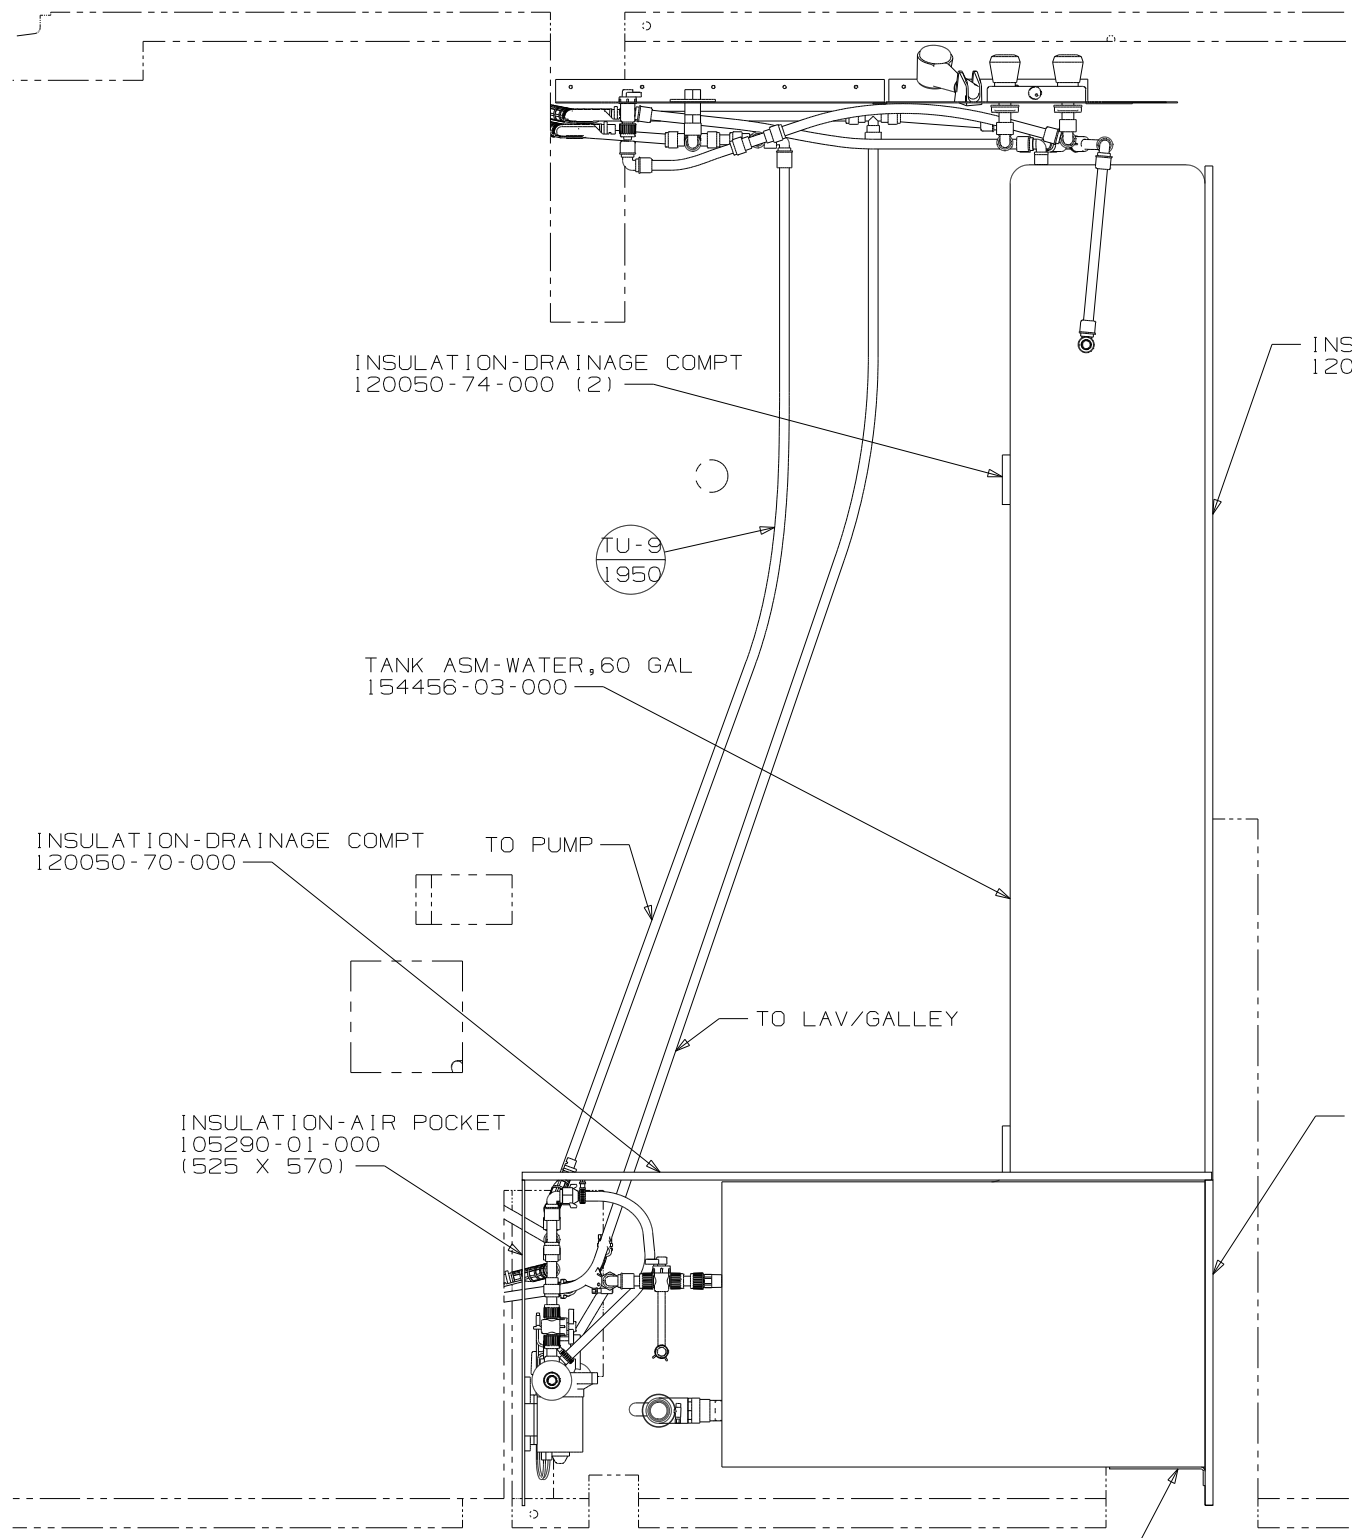 INSULATION-DRAINAGE COMPT
120050-74-000 (2)
INS
120
TU-9
1950
TANK ASM-WATER,60 GAL
154456-03-000
INSULATION-DRAINAGE COMPT
120050-70-000
TO PUMP
TO LAV/GALLEY
INSULATION-AIR POCKET
105290-01-000
(525 X 570)